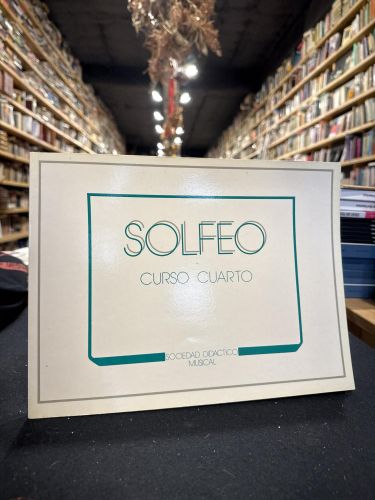 SOLFEO
CURSO CUARTO
SOCIEDAD DIDACTICO
MUSICAL